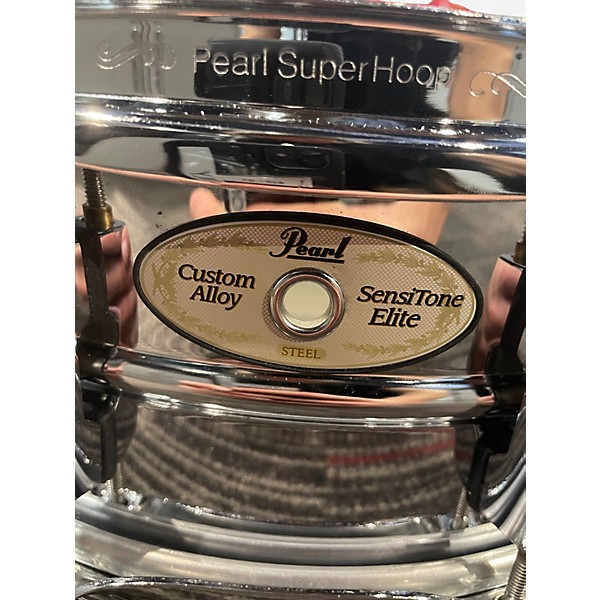 Pearl SuperHoop
Pearl
Custom
Alloy
SensiTone
Elite
STEEL